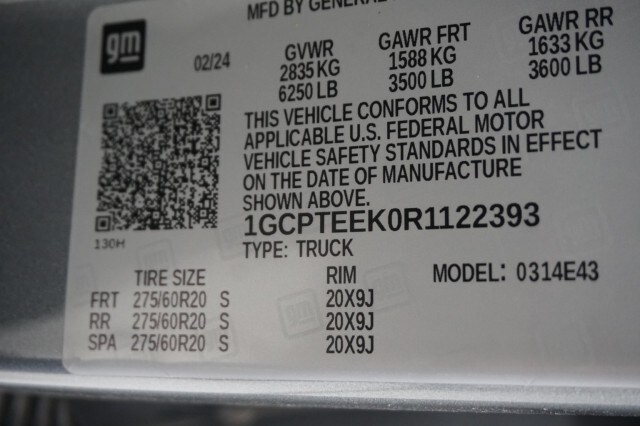 MFD BY GENERAL
gm
02/24
GVWR GAWR FRT GAWR RR
2835 KG 1588 KG 1633 KG
6250 LB 3500 LB 3600 LB
THIS VEHICLE CONFORMS TO ALL
APPLICABLE U.S. FEDERAL MOTOR
VEHICLE SAFETY STANDARDS IN EFFECT
ON THE DATE OF MANUFACTURE
SHOWN ABOVE.
1GCPTEEK0R1122393
130H
TYPE: TRUCK
TIRE SIZE RIM MODEL: 0314E43
FRT 275/60R20 S 20X9J
RR 275/60R20 S 20X9J
SPA 275/60R20 S 20X9J